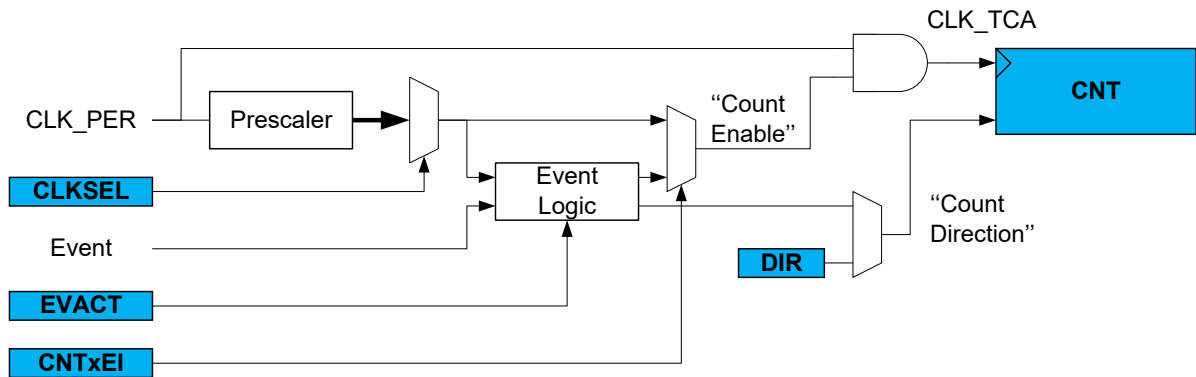 CLK_TCA
CLK_PER
Prescaler
“Count
Enable”
CNT
CLKSEL
Event
Logic
Event
“Count
Direction”
DIR
EVACT
CNTxEI